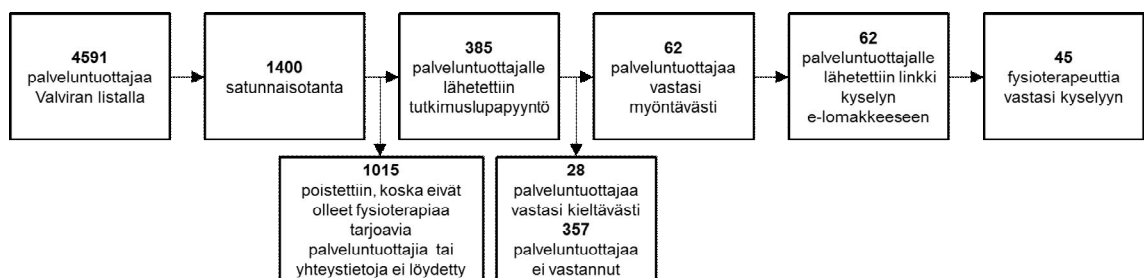 4591
palveluntuottajaa
Valviran listalla
1400
satunnaisotanta
385
palveluntuottajalle
lähetettiin
tutkimuslupapyyntö
62
palveluntuottajaa
vastasi
myöntävästi
62
palveluntuottajalle
lähetettiin linkki
kyselyn
e-lomakkeeseen
45
fysioterapeuttia
vastasi kyselyyn
1015
poistettiin, koska eivät
olleet fysioterapiaa
tarjoavia
palveluntuottajia tai
yhteystietoja ei löydetty
28
palveluntuottajaa
vastasi kieltävästi
357
palveluntuottajaa
ei vastannut